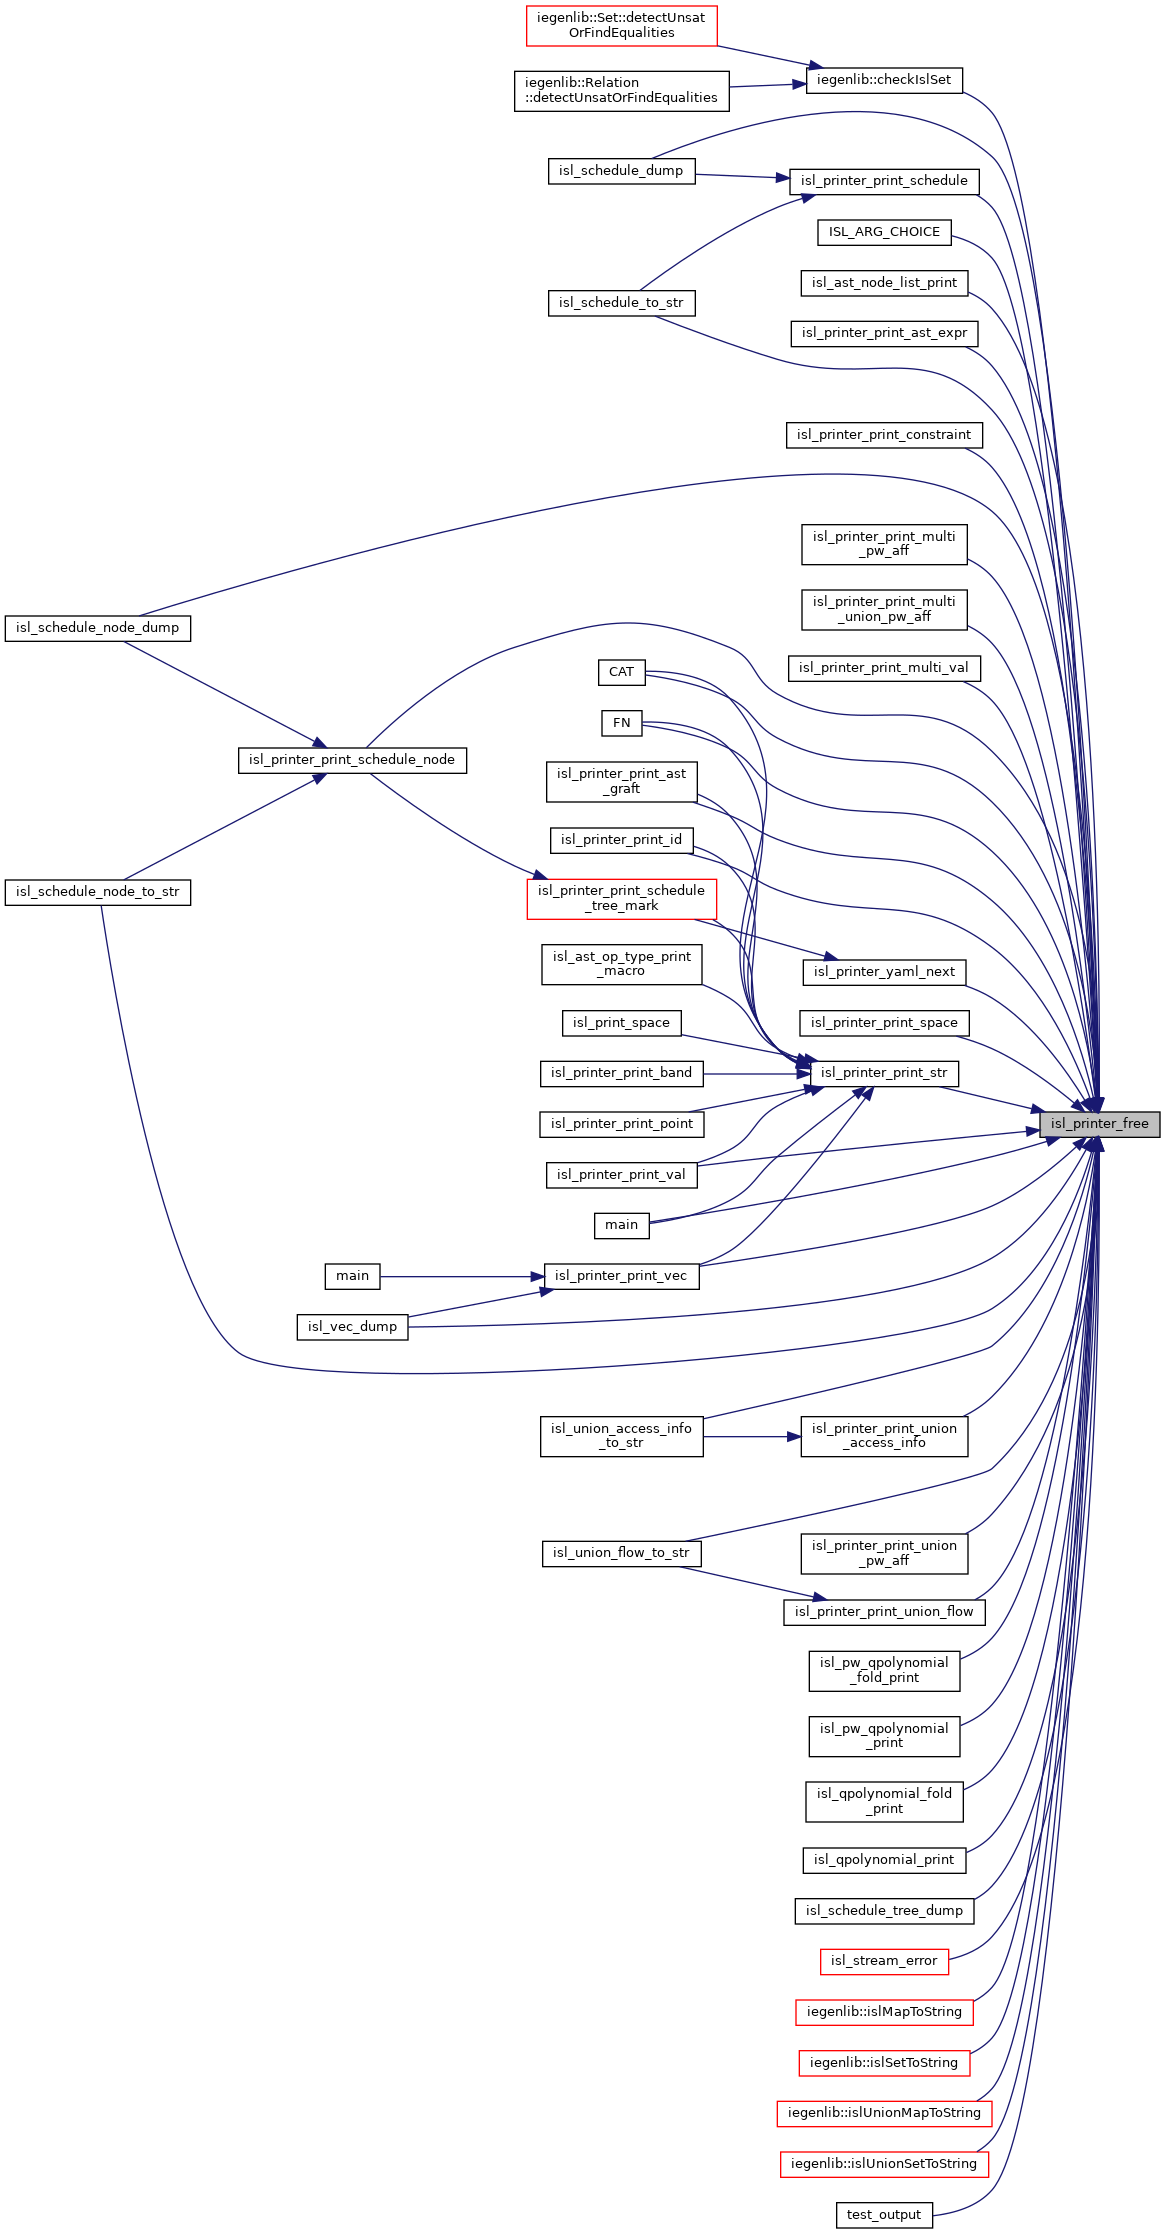 iegenlib::Set::detectUnsat
OrFindEqualities
iegenlib::checkIslSet
iegenlib::Relation
::detectUnsatOrFindEqualities
isl_schedule_dump
isl_printer_print_schedule
ISL_ARG_CHOICE
isl_ast_node_list_print
isl_schedule_to_str
isl_printer_print_ast_expr
isl_printer_print_constraint
isl_printer_print_multi
_pw_aff
isl_printer_print_multi
_union_pw_aff
isl_schedule_node_dump
isl_printer_print_multi_val
CAT
FN
isl_printer_print_schedule_node
isl_printer_print_ast
_graft
isl_printer_print_id
isl_schedule_node_to_str
isl_printer_print_schedule
_tree_mark
isl_ast_op_type_print
_macro
isl_printer_yaml_next
isl_print_space
isl_printer_print_space
isl_printer_print_band
isl_printer_print_str
isl_printer_print_point
isl_printer_free
isl_printer_print_val
main
main
isl_printer_print_vec
isl_vec_dump
isl_union_access_info
_to_str
isl_printer_print_union
_access_info
isl_union_flow_to_str
isl_printer_print_union
_pw_aff
isl_printer_print_union_flow
isl_pw_qpolynomial
_fold_print
isl_pw_qpolynomial
_print
isl_qpolynomial_fold
_print
isl_qpolynomial_print
isl_schedule_tree_dump
isl_stream_error
iegenlib::islMapToString
iegenlib::islSetToString
iegenlib::islUnionMapToString
iegenlib::islUnionSetToString
test_output